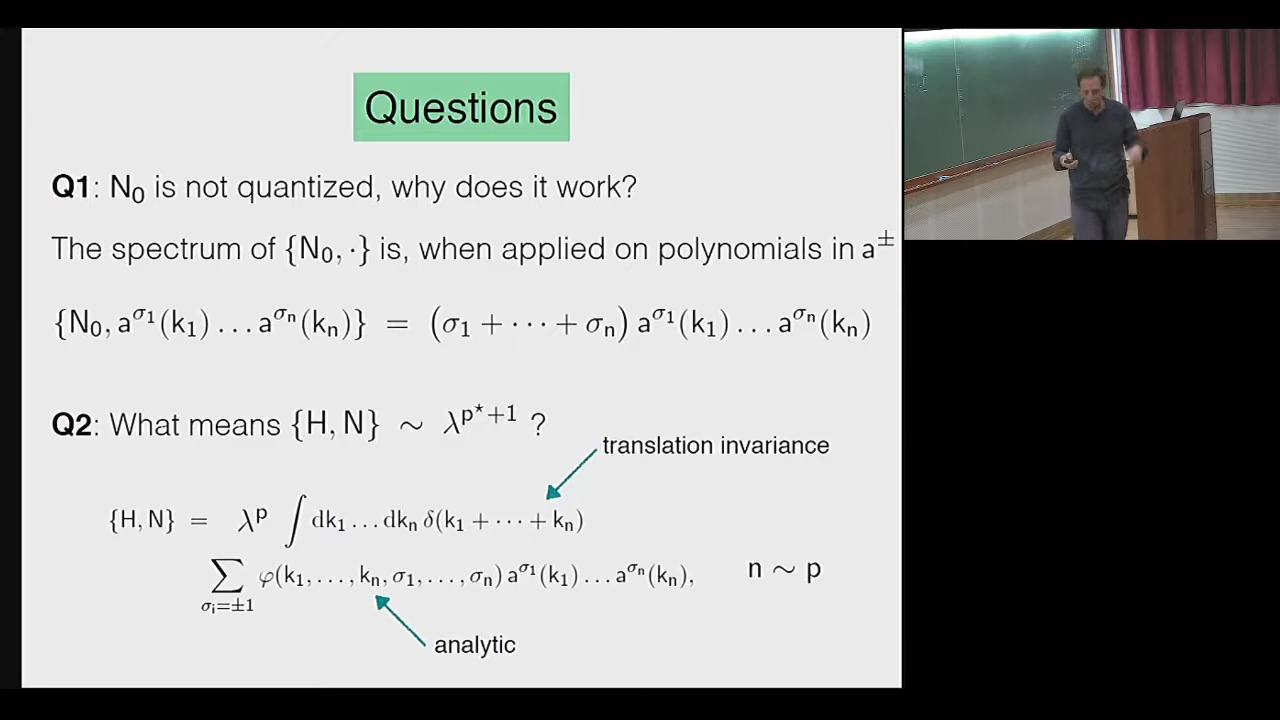 Questions
Q1: N₀ is not quantized, why does it work?
The spectrum of {N₀, ·} is, when applied on polynomials in a^±
{N₀, a^σ₁(k₁) … a^σₙ(kₙ)} = (σ₁ + ··· + σₙ) a^σ₁(k₁) … a^σₙ(kₙ)
Q2: What means {H, N} ~ λ^{p*+1} ?
translation invariance
{H, N} = λ^p ∫ dk₁ … dkₙ δ(k₁ + ··· + kₙ)
∑_{σᵢ=±1} φ(k₁, …, kₙ, σ₁, …, σₙ) a^σ₁(k₁) … a^σₙ(kₙ), n ~ p
analytic